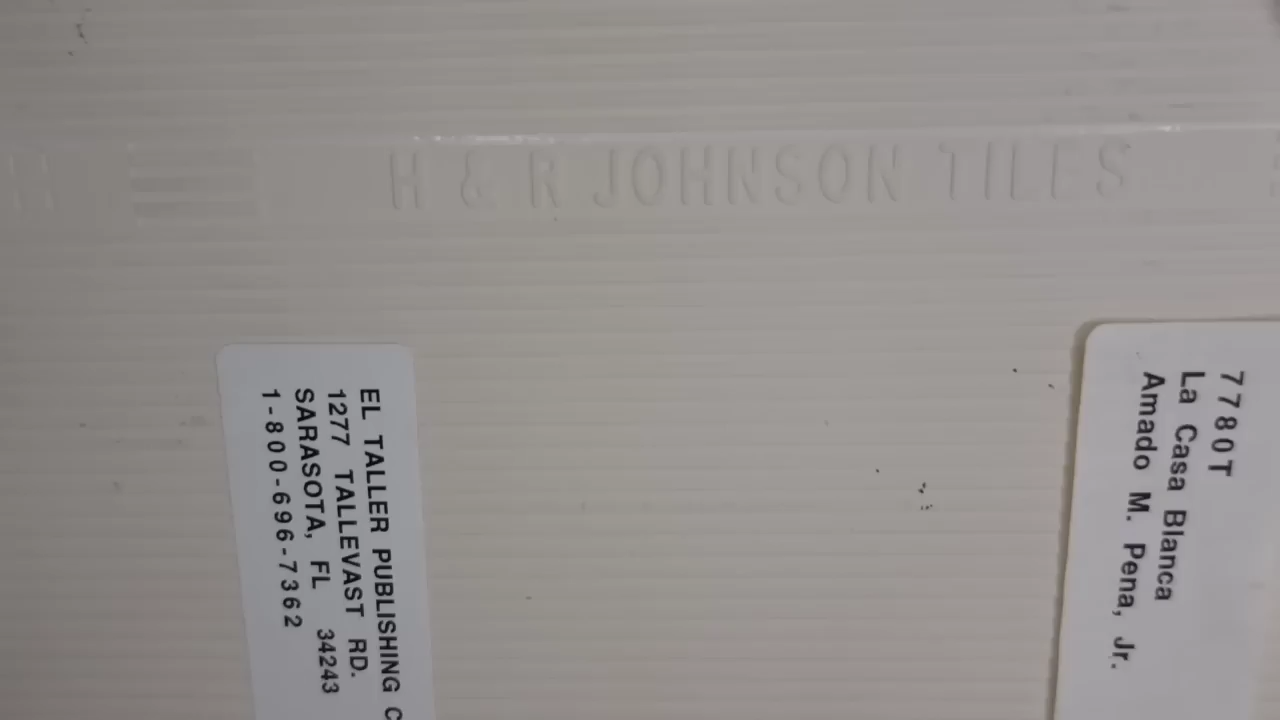 H & R JOHNSON TILES
EL TALLER PUBLISHING C
1277 TALLEVAST RD.
SARASOTA, FL 34243
1-800-696-7362
7780T
La Casa Blanca
Amado M. Pena, Jr.